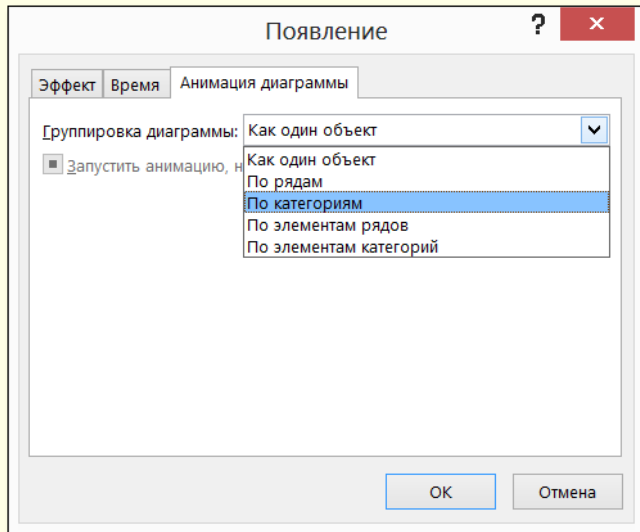 Появление ?
Эффект Время Анимация диаграммы
Группировка диаграммы: Как один объект
Запустить анимацию, н
Как один объект
По рядам
По категориям
По элементам рядов
По элементам категорий
ОК Отмена